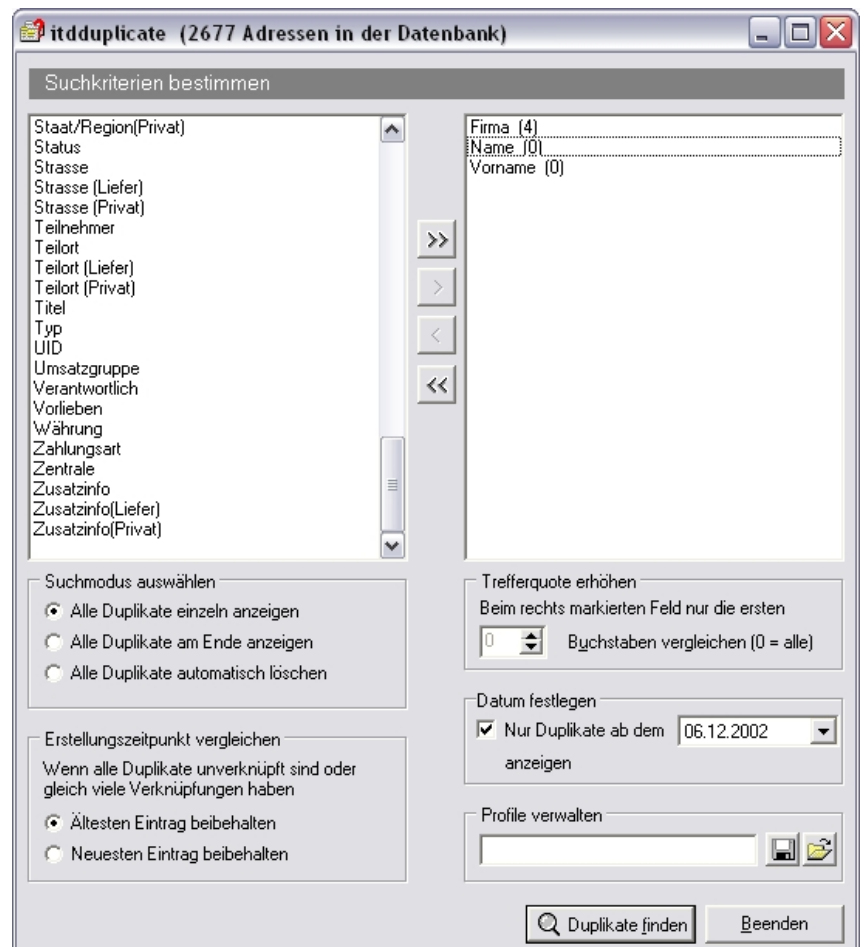 itdduplicate (2677 Adressen in der Datenbank)
Suchkriterien bestimmen
Staat/Region(Privat)
Status
Strasse
Strasse (Liefer)
Strasse (Privat)
Teilnehmer
Teilort
Teilort (Liefer)
Teilort (Privat)
Titel
Typ
UID
Umsatzgruppe
Verantwortlich
Vorlieben
Währung
Zahlungsart
Zentrale
Zusatzinfo
Zusatzinfo(Liefer)
Zusatzinfo(Privat)
>>
>
<
<<
Firma (4)
Name (0)
Vorname (0)
Suchmodus auswählen
Alle Duplikate einzeln anzeigen
Alle Duplikate am Ende anzeigen
Alle Duplikate automatisch löschen
Trefferquote erhöhen
Beim rechts markierten Feld nur die ersten
0 Buchstaben vergleichen (0 = alle)
Erstellungszeitpunkt vergleichen
Wenn alle Duplikate unverknüpft sind oder
gleich viele Verknüpfungen haben
Ältesten Eintrag beibehalten
Neuesten Eintrag beibehalten
Datum festlegen
Nur Duplikate ab dem 06.12.2002
anzeigen
Profile verwalten
Duplikate finden
Beenden